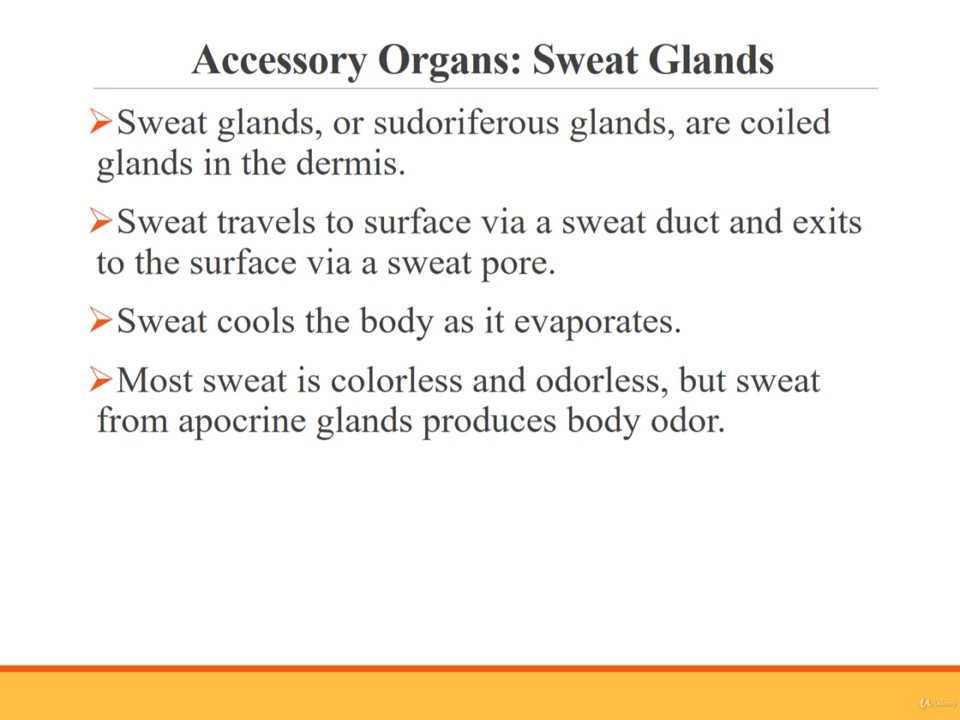 Accessory Organs: Sweat Glands
➢Sweat glands, or sudoriferous glands, are coiled
glands in the dermis.
➢Sweat travels to surface via a sweat duct and exits
to the surface via a sweat pore.
➢Sweat cools the body as it evaporates.
➢Most sweat is colorless and odorless, but sweat
from apocrine glands produces body odor.
Udemy